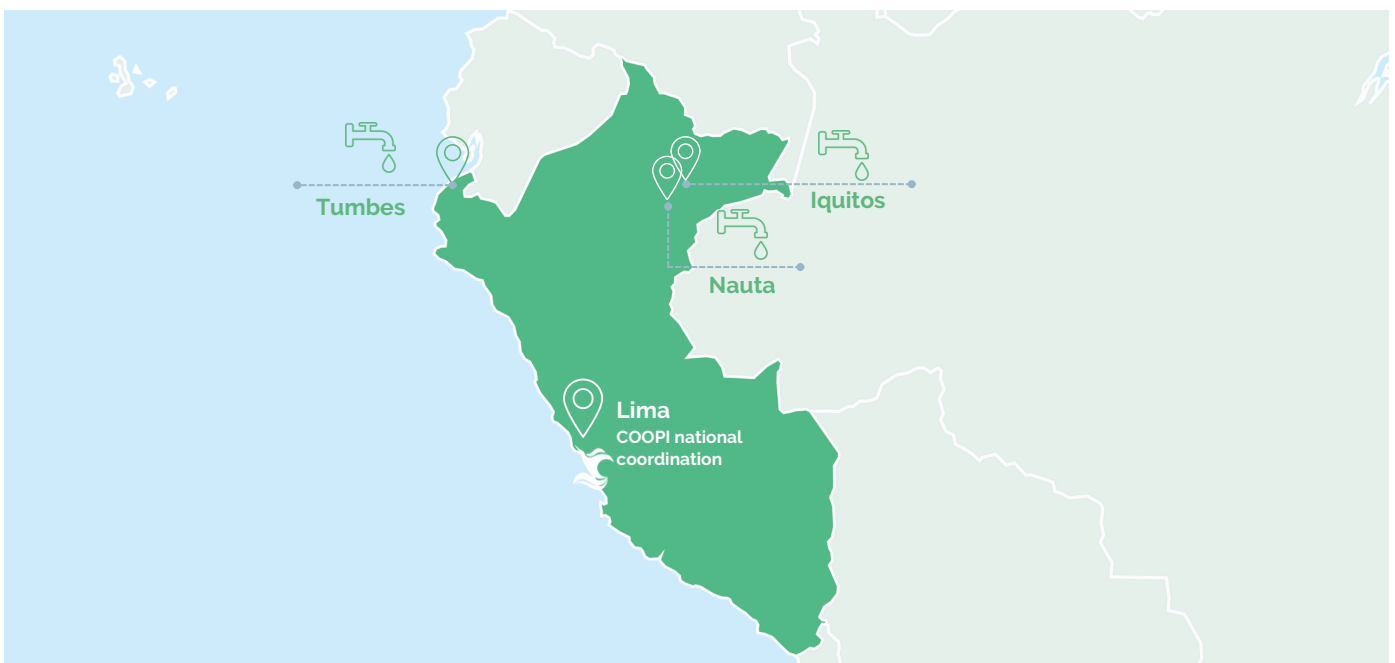 Tumbes
Iquitos
Nauta
Lima
COOPI national
coordination